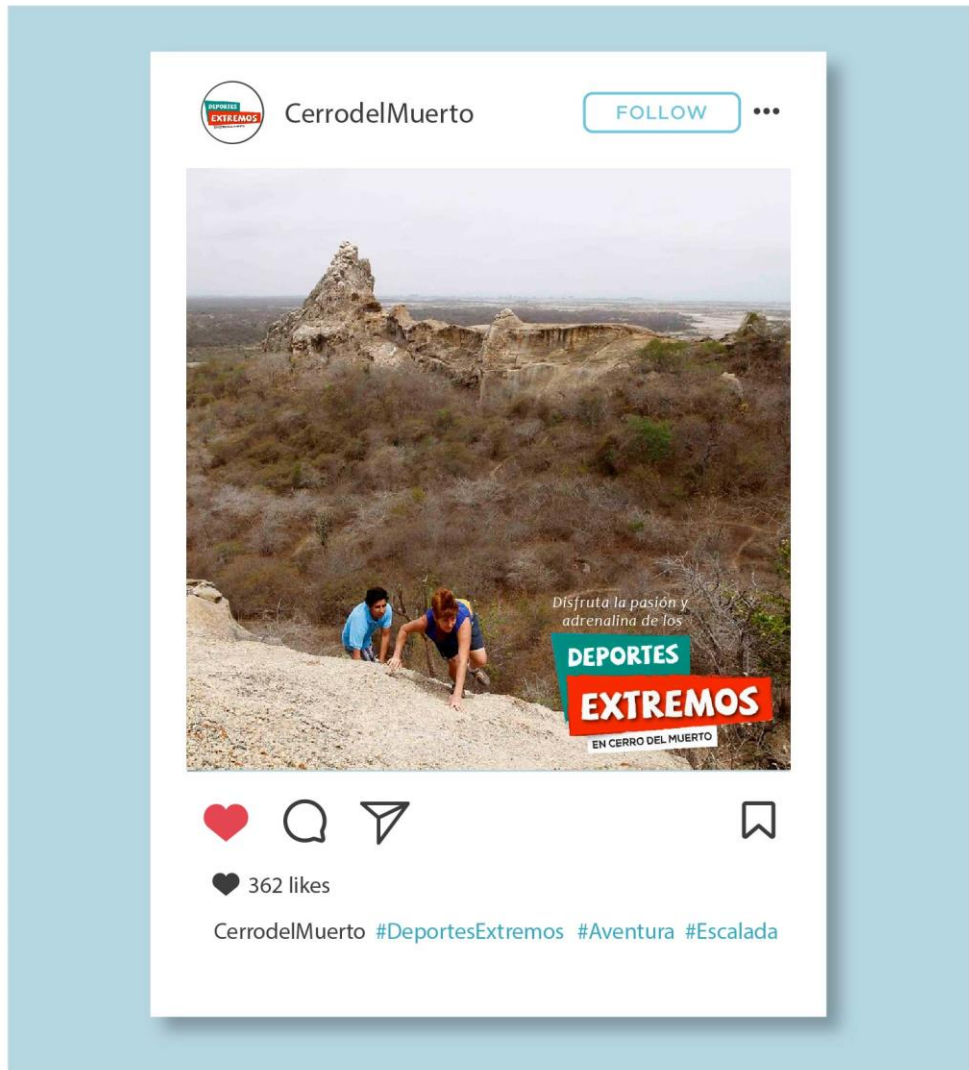 DEPORTES
EXTREMOS
CerrodelMuerto
FOLLOW
Disfruta la pasión y
adrenalina de los
DEPORTES
EXTREMOS
EN CERRO DEL MUERTO
362 likes
CerrodelMuerto #DeportesExtremos #Aventura #Escalada